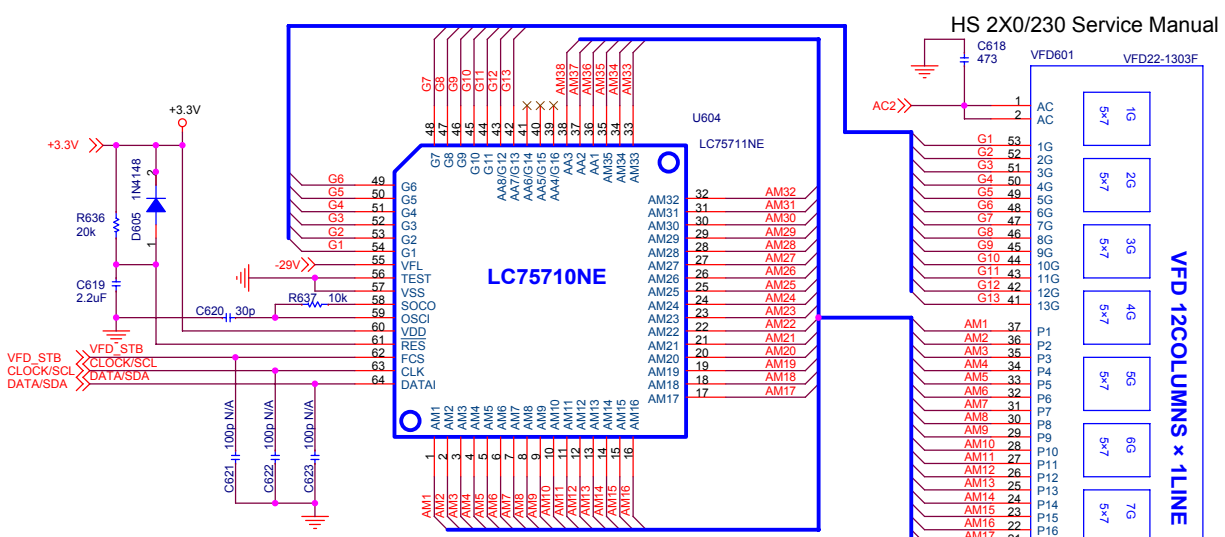 HS 2X0/230 Service Manual
C618
473
VFD601
VFD22-1303F
AC2
1
AC
2
AC
+3.3V
+3.3V
1N4148
2
D605
1
R636
20k
C619
2.2uF
G7
G8
G9
G10
G11
G12
G13
AM38
AM37
AM36
AM35
AM34
AM33
48
47
46
45
44
43
42
41
40
39
38
37
36
35
34
33
G7
G8
G9
G10
G11
AA8/G12
AA7/G13
AA6/G14
AA5/G15
AA4/G16
AA3
AA2
AA1
AM35
AM34
AM33
U604
LC75711NE
LC75710NE
G6 49 G6
G5 50 G5
G4 51 G4
G3 52 G3
G2 53 G2
G1 54 G1
-29V 55 VFL
56 TEST
57 VSS
R637 10k 58 SOCO
C620 30p 59 OSCI
60 VDD
61 RES
62 FCS
63 CLK
64 DATAI
VFD_STB
CLOCK/SCL
DATA/SDA
VFD_STB
CLOCK/SCL
DATA/SDA
C621 100p N/A
C622 100p N/A
C623 100p N/A
AM32 32 AM32
AM31 31 AM31
AM30 30 AM30
AM29 29 AM29
AM28 28 AM28
AM27 27 AM27
AM26 26 AM26
AM25 25 AM25
AM24 24 AM24
AM23 23 AM23
AM22 22 AM22
AM21 21 AM21
AM20 20 AM20
AM19 19 AM19
AM18 18 AM18
AM17 17 AM17
AM1
AM2
AM3
AM4
AM5
AM6
AM7
AM8
AM9
AM10
AM11
AM12
AM13
AM14
AM15
AM16
1
2
3
4
5
6
7
8
9
10
11
12
13
14
15
16
AM1
AM2
AM3
AM4
AM5
AM6
AM7
AM8
AM9
AM10
AM11
AM12
AM13
AM14
AM15
AM16
G1 53 1G
G2 52 2G
G3 51 3G
G4 50 4G
G5 49 5G
G6 48 6G
G7 47 7G
G8 46 8G
G9 45 9G
G10 44 10G
G11 43 11G
G12 42 12G
G13 41 13G
AM1 37 P1
AM2 36 P2
AM3 35 P3
AM4 34 P4
AM5 33 P5
AM6 32 P6
AM7 31 P7
AM8 30 P8
AM9 29 P9
AM10 28 P10
AM11 27 P11
AM12 26 P12
AM13 25 P13
AM14 24 P14
AM15 23 P15
AM16 22 P16
AM17 21
1G
5×7
2G
5×7
3G
5×7
4G
5×7
5G
5×7
6G
5×7
7G
5×7
VFD 12COLUMNS × 1LINE